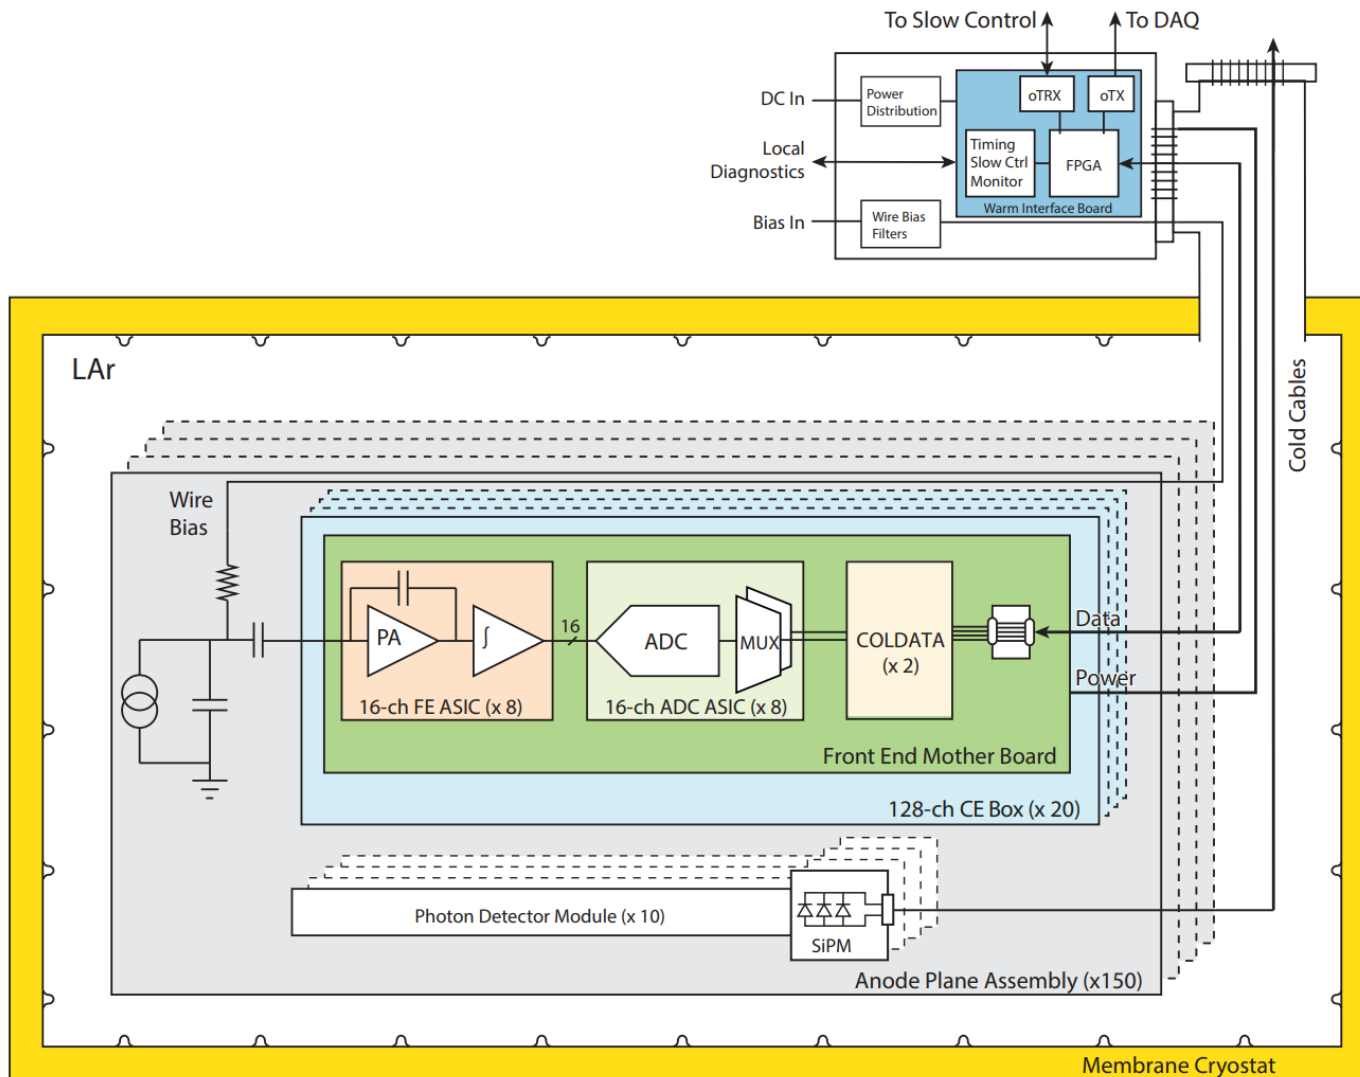 To Slow Control
To DAQ
DC In
Power
Distribution
oTRX
oTX
Local
Diagnostics
Timing
Slow Ctrl
Monitor
FPGA
Warm Interface Board
Bias In
Wire Bias
Filters
LAr
Cold Cables
Wire
Bias
PA
∫
16
ADC
MUX
COLDATA
(x 2)
Data
Power
16-ch FE ASIC (x 8)
16-ch ADC ASIC (x 8)
Front End Mother Board
128-ch CE Box (x 20)
Photon Detector Module (x 10)
SiPM
Anode Plane Assembly (x150)
Membrane Cryostat